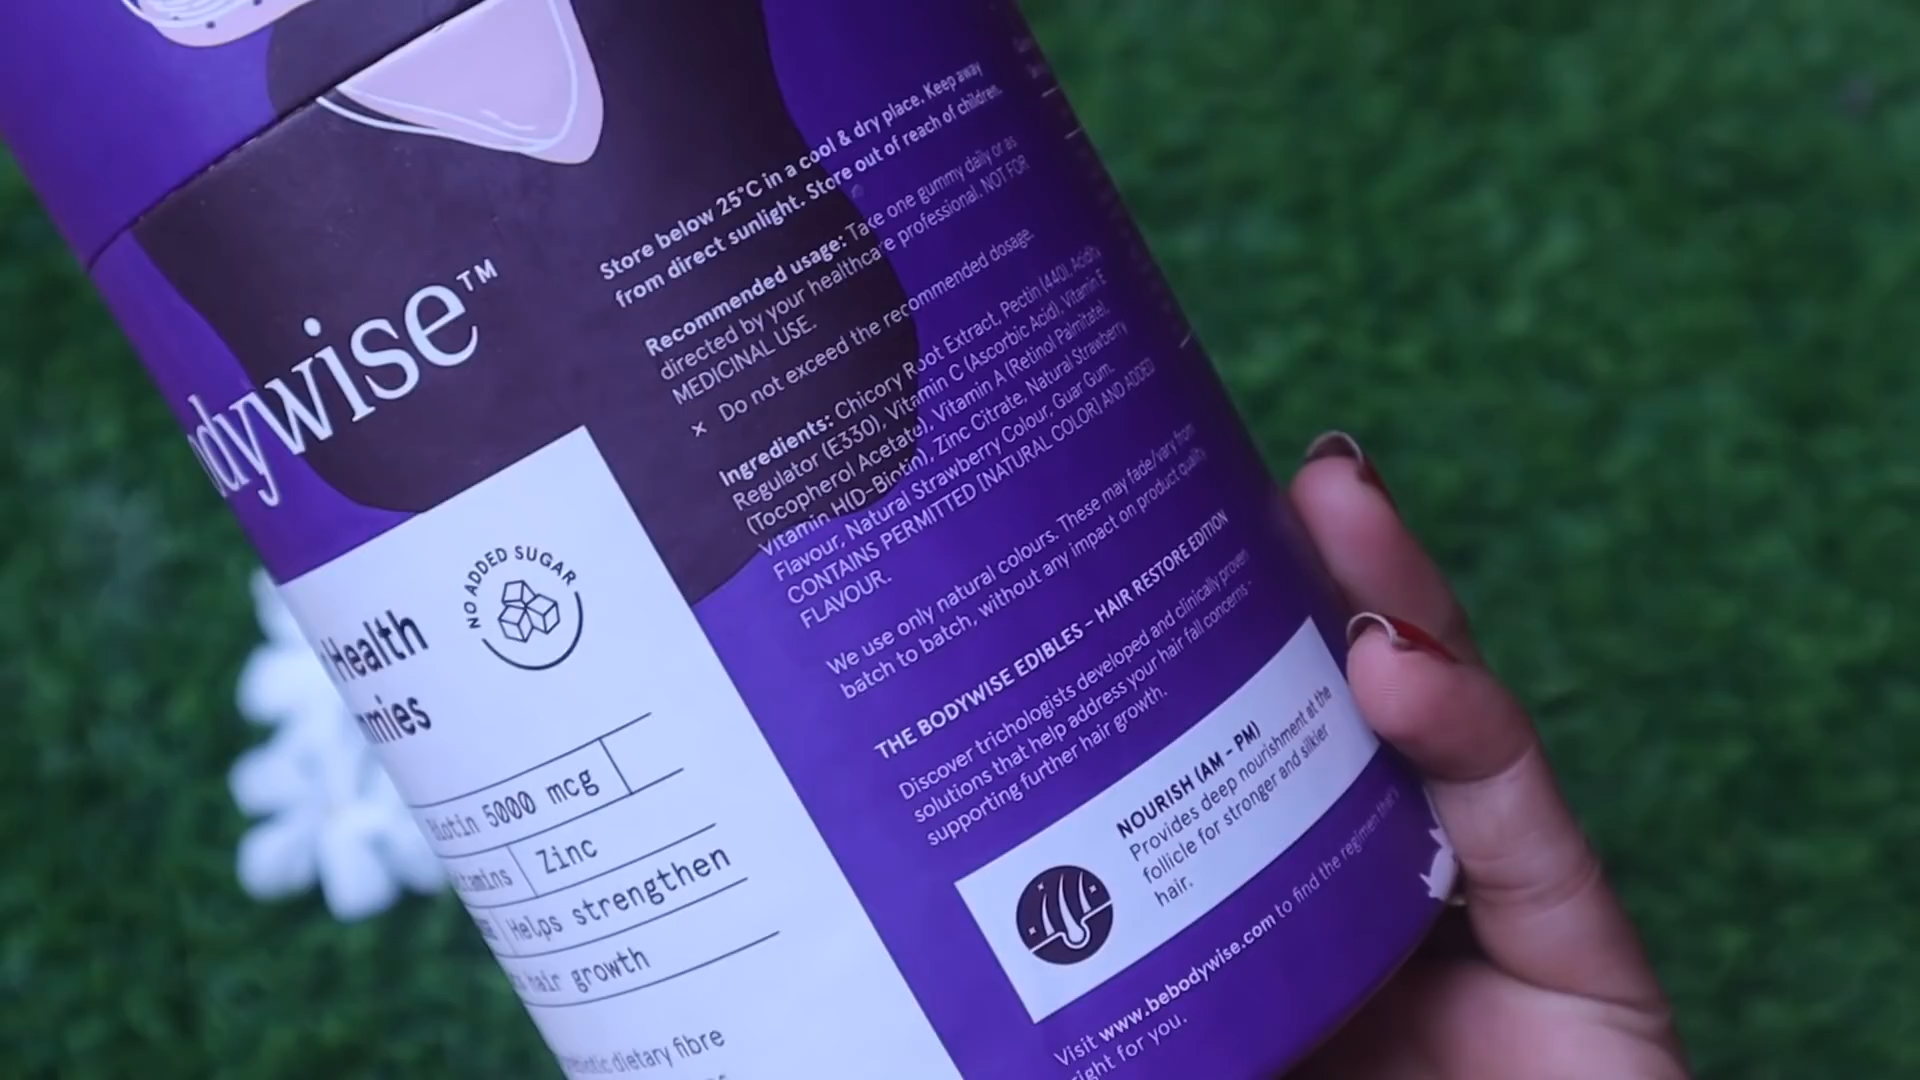 dywise™
NO ADDED SUGAR
Health
mmies
Biotin 5000 mcg
Zinc
Helps strengthen
hair growth
dietary fibre
Store below 25°C in a cool & dry place. Keep away
from direct sunlight. Store out of reach of children.
Recommended usage: Take one gummy daily or as
directed by your healthcare professional. NOT FOR
MEDICINAL USE.
× Do not exceed the recommended dosage.
Ingredients: Chicory Root Extract, Pectin (440), Acidity
Regulator (E330), Vitamin C (Ascorbic Acid), Vitamin E
(Tocopherol Acetate), Vitamin A (Retinol Palmitate),
Vitamin H(D-Biotin), Zinc Citrate, Natural Strawberry
Flavour, Natural Strawberry Colour, Guar Gum.
CONTAINS PERMITTED [NATURAL COLOR] AND ADDED
FLAVOUR.
We use only natural colours. These may fade/vary from
batch to batch, without any impact on product quality
THE BODYWISE EDIBLES - HAIR RESTORE EDITION
Discover trichologists developed and clinically proven
solutions that help address your hair fall concerns -
supporting further hair growth.
NOURISH (AM - PM)
Provides deep nourishment at the
follicle for stronger and silkier
hair.
Visit www.bebodywise.com to find the regimen that's
right for you.